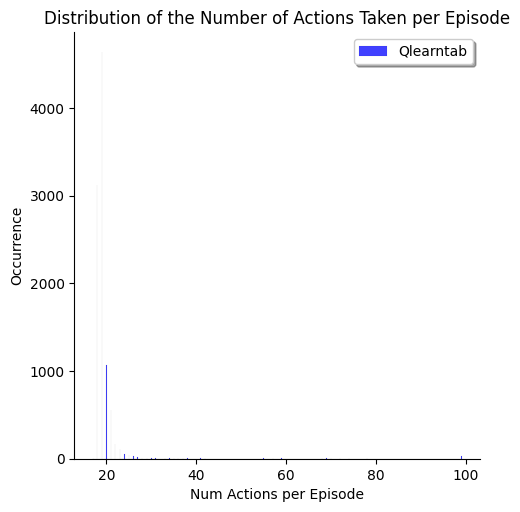 Distribution of the Number of Actions Taken per Episode
Qlearntab
4000
3000
2000
1000
0
Occurrence
20 40 60 80 100
Num Actions per Episode